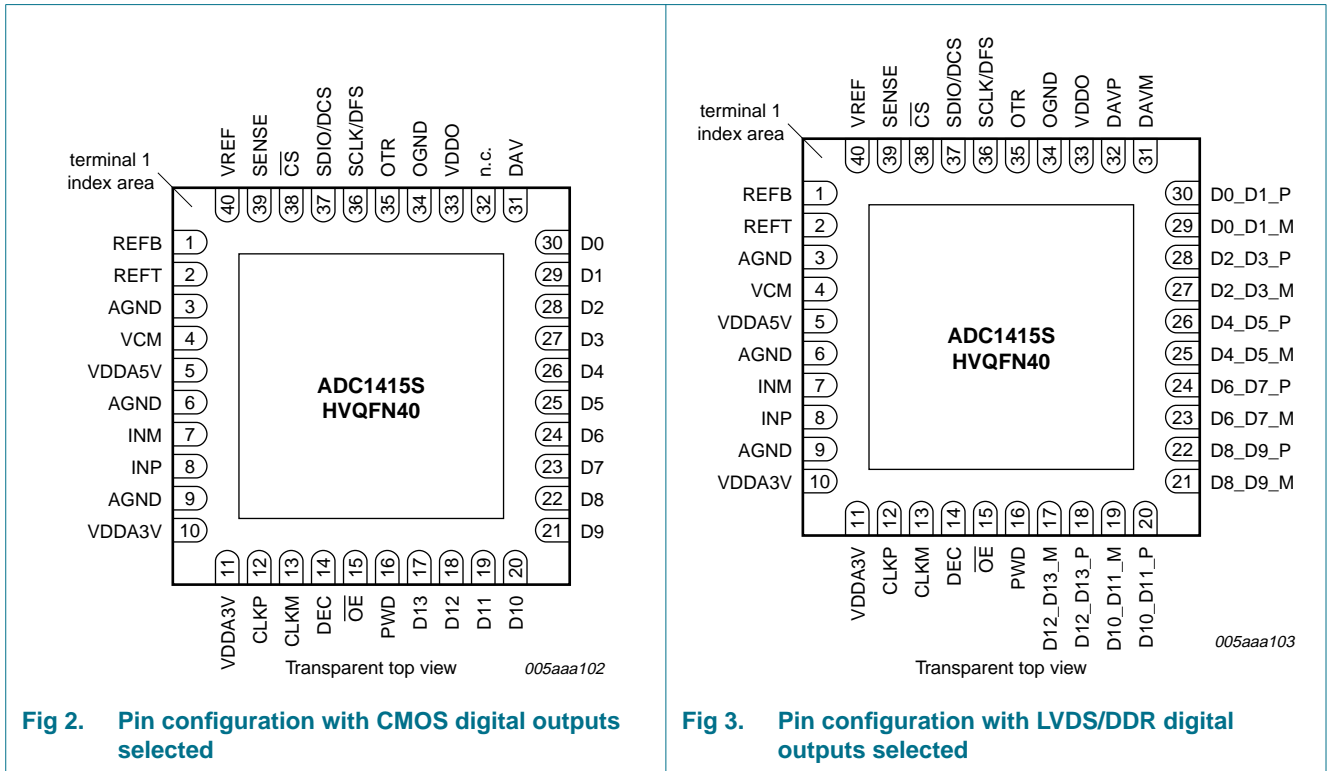 terminal 1
index area
VREF
SENSE
CS
SDIO/DCS
SCLK/DFS
OTR
OGND
VDDO
n.c.
DAV
40
39
38
37
36
35
34
33
32
31
REFB 1
REFT 2
AGND 3
VCM 4
VDDA5V 5
AGND 6
INM 7
INP 8
AGND 9
VDDA3V 10
ADC1415S
HVQFN40
30 D0
29 D1
28 D2
27 D3
26 D4
25 D5
24 D6
23 D7
22 D8
21 D9
11
12
13
14
15
16
17
18
19
20
VDDA3V
CLKP
CLKM
DEC
OE
PWD
D13
D12
D11
D10
Transparent top view
005aaa102
Fig 2. Pin configuration with CMOS digital outputs
selected
terminal 1
index area
VREF
SENSE
CS
SDIO/DCS
SCLK/DFS
OTR
OGND
VDDO
DAVP
DAVM
40
39
38
37
36
35
34
33
32
31
REFB 1
REFT 2
AGND 3
VCM 4
VDDA5V 5
AGND 6
INM 7
INP 8
AGND 9
VDDA3V 10
ADC1415S
HVQFN40
30 D0_D1_P
29 D0_D1_M
28 D2_D3_P
27 D2_D3_M
26 D4_D5_P
25 D4_D5_M
24 D6_D7_P
23 D6_D7_M
22 D8_D9_P
21 D8_D9_M
11
12
13
14
15
16
17
18
19
20
VDDA3V
CLKP
CLKM
DEC
OE
PWD
D12_D13_M
D12_D13_P
D10_D11_M
D10_D11_P
005aaa103
Transparent top view
Fig 3. Pin configuration with LVDS/DDR digital
outputs selected